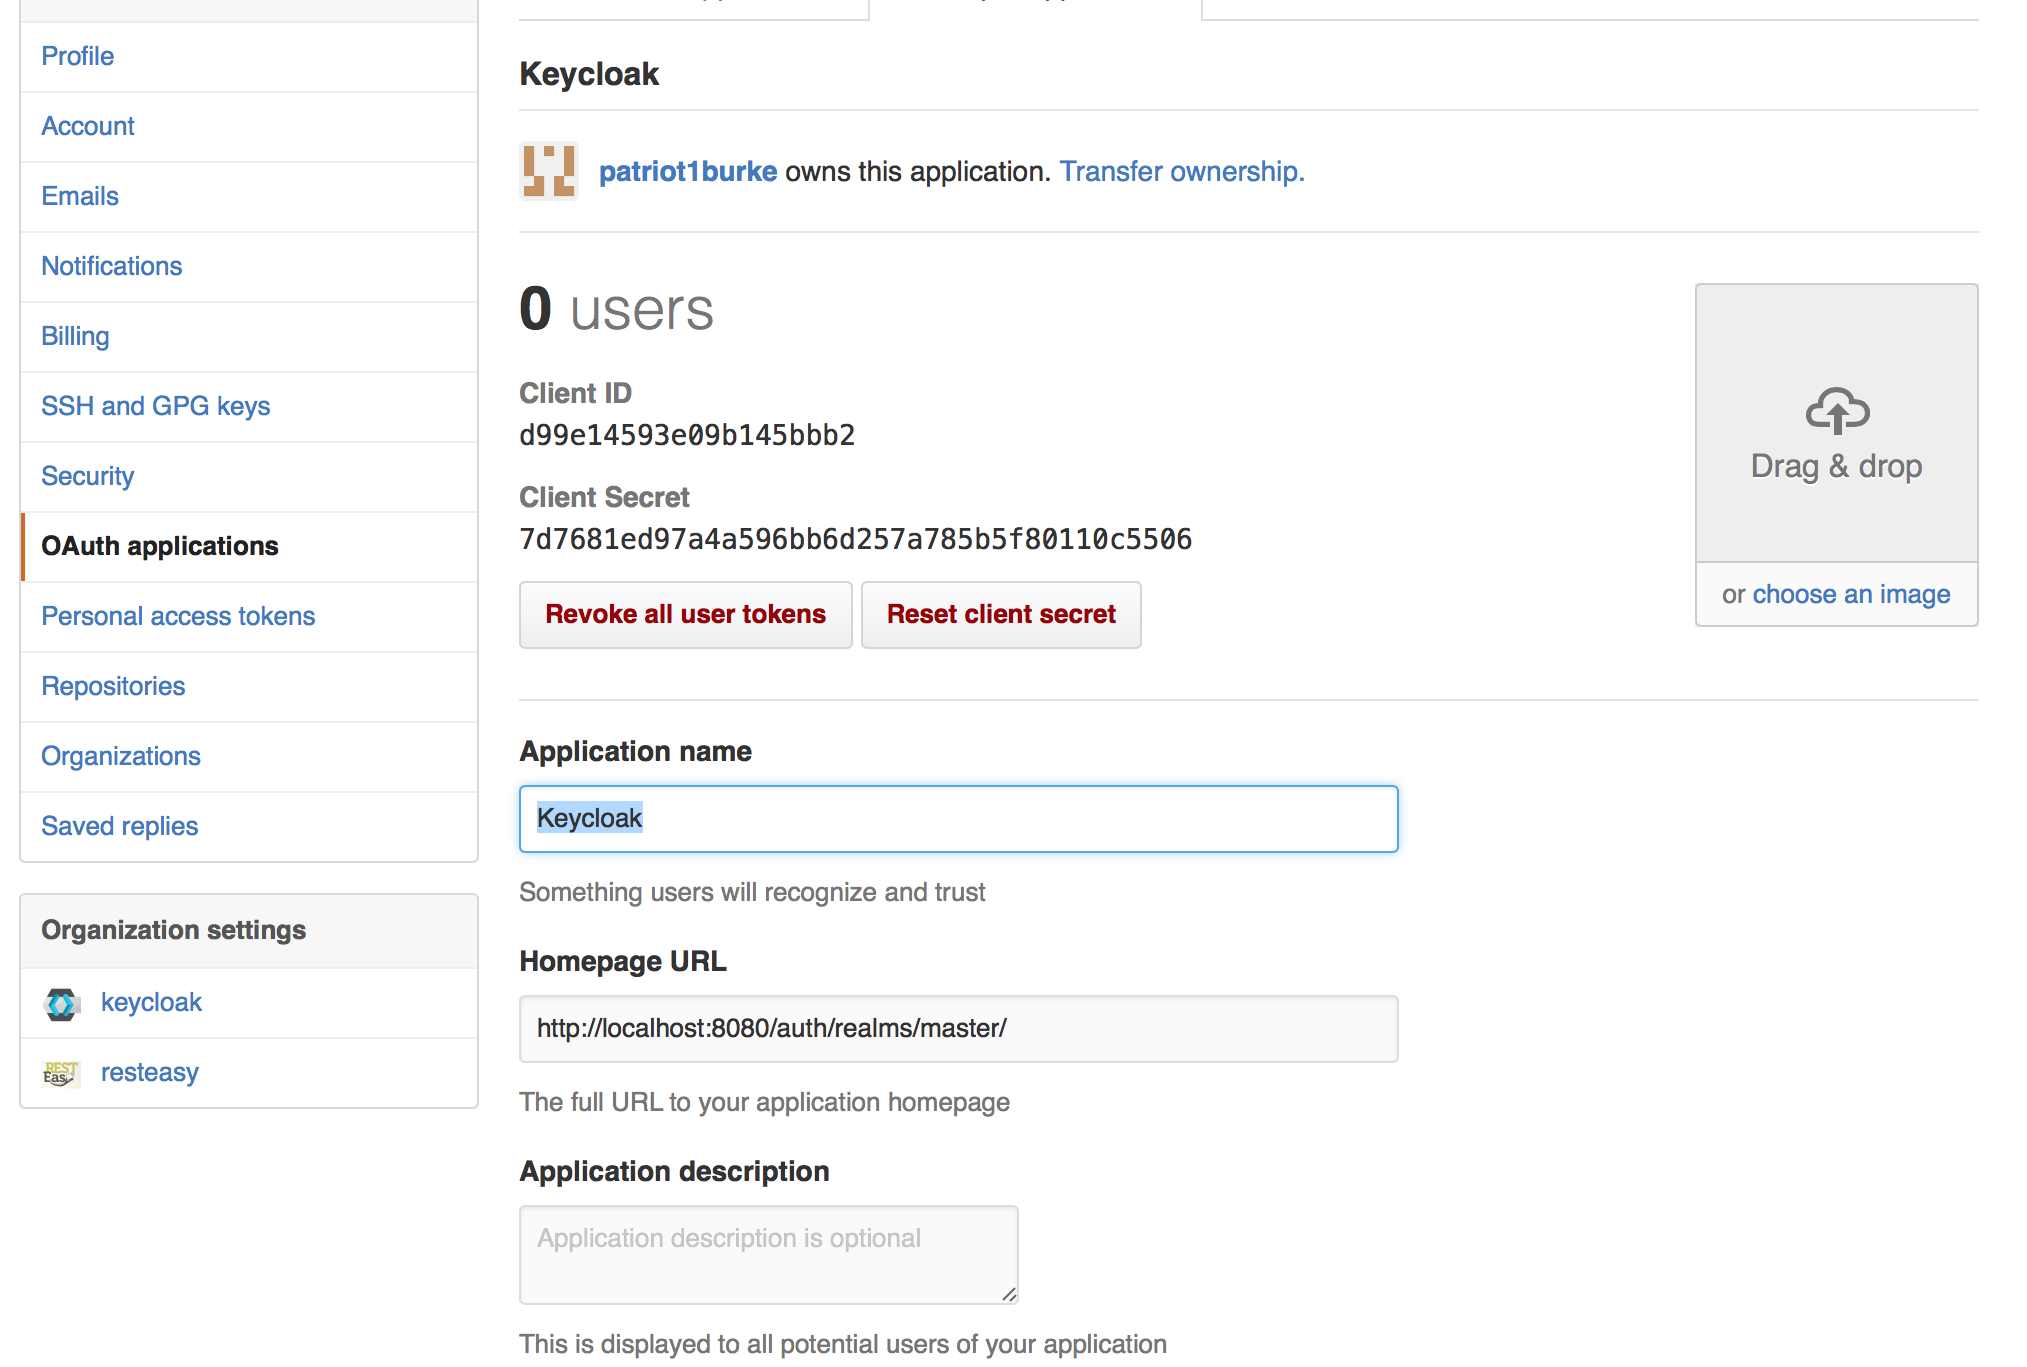 Profile
Account
Emails
Notifications
Billing
SSH and GPG keys
Security
OAuth applications
Personal access tokens
Repositories
Organizations
Saved replies
Organization settings
keycloak
REST
Easy
resteasy
Keycloak
patriot1burke owns this application. Transfer ownership.
0 users
Client ID
d99e14593e09b145bbb2
Client Secret
7d7681ed97a4a596bb6d257a785b5f80110c5506
Revoke all user tokens
Reset client secret
Drag & drop
or choose an image
Application name
Keycloak
Something users will recognize and trust
Homepage URL
http://localhost:8080/auth/realms/master/
The full URL to your application homepage
Application description
Application description is optional
This is displayed to all potential users of your application